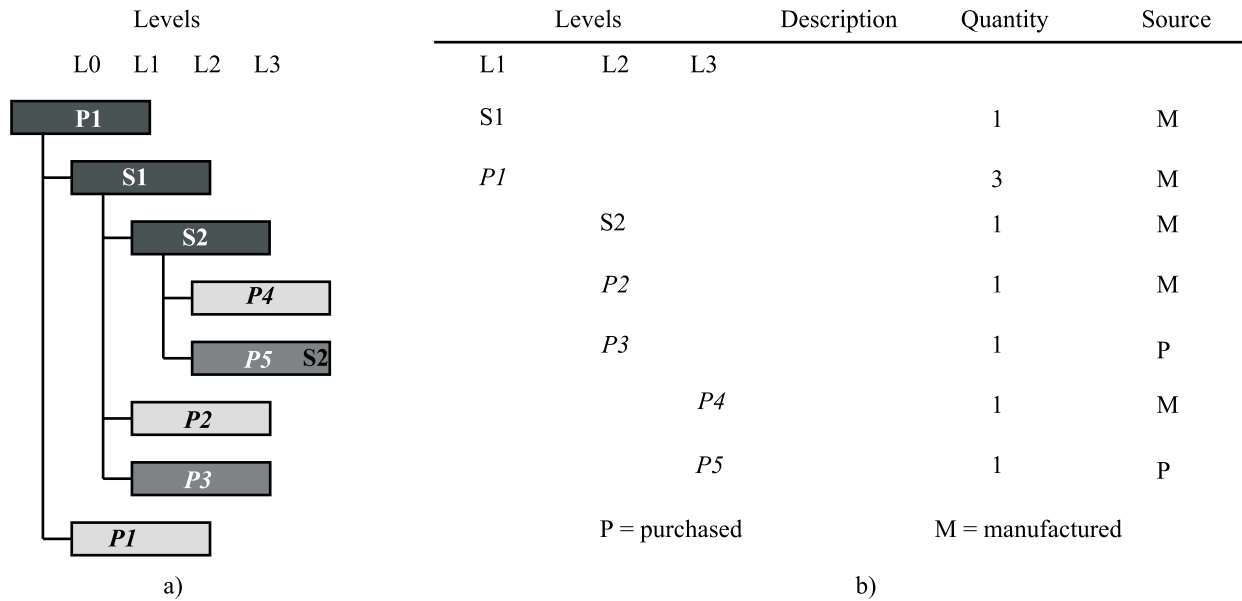 Levels
L0 L1 L2 L3
P1
S1
S2
P4
P5 S2
P2
P3
P1
a)
Levels Description Quantity Source
L1 L2 L3
S1 1 M
P1 3 M
S2 1 M
P2 1 M
P3 1 P
P4 1 M
P5 1 P
P = purchased M = manufactured
b)